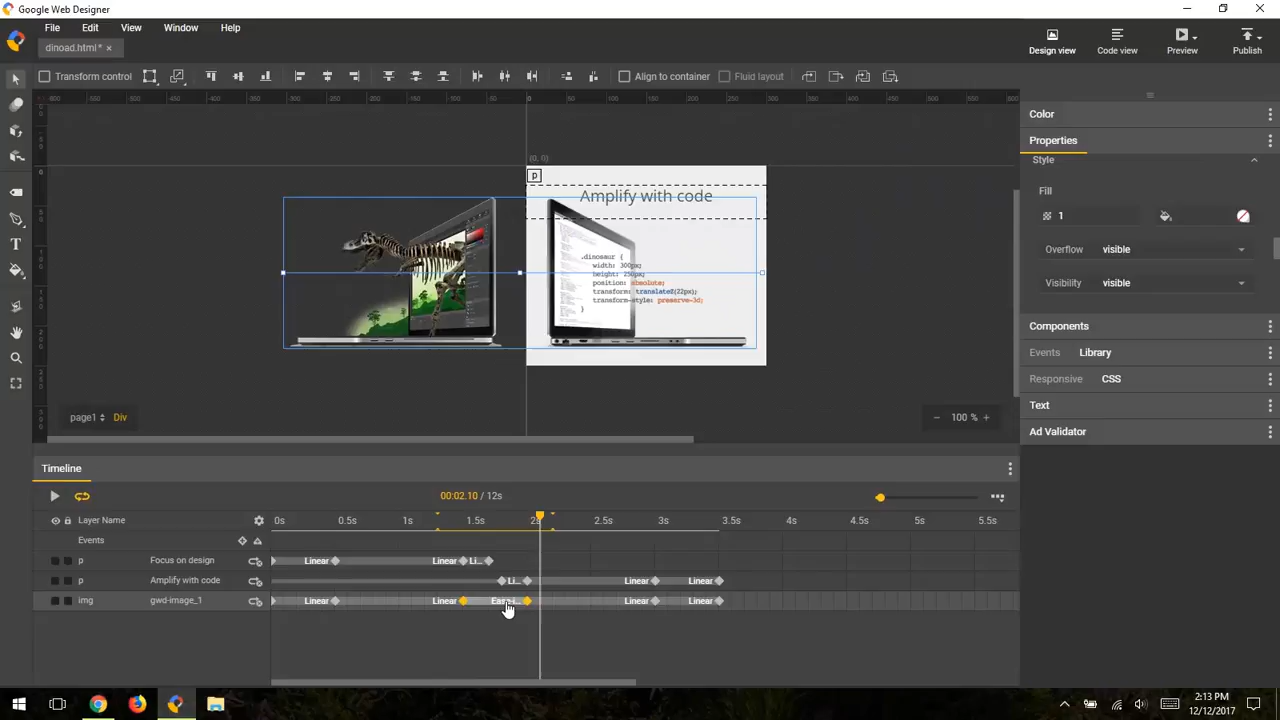 Google Web Designer
File Edit View Window Help
dinoad.html* ×
Design view Code view Preview Publish
Transform control Align to container Fluid layout
Color
Properties
Style
Fill
1
Overflow visible
Visibility visible
Components
Events Library
Responsive CSS
Text
Ad Validator
(0, 0)
p
Amplify with code
.dinosaur {
width: 300px;
height: 250px;
position: absolute;
transform: translateZ(22px);
transform-style: preserve-3d;
}
page1 Div
− 100 % +
Timeline
00:02.10 / 12s
Layer Name 0s 0.5s 1s 1.5s 2s 2.5s 3s 3.5s 4s 4.5s 5s 5.5s
Events
p Focus on design Linear Linear Li...
p Amplify with code Li... Linear Linear
img gwd-image_1 Linear Linear Linear Linear
2:13 PM
12/12/2017